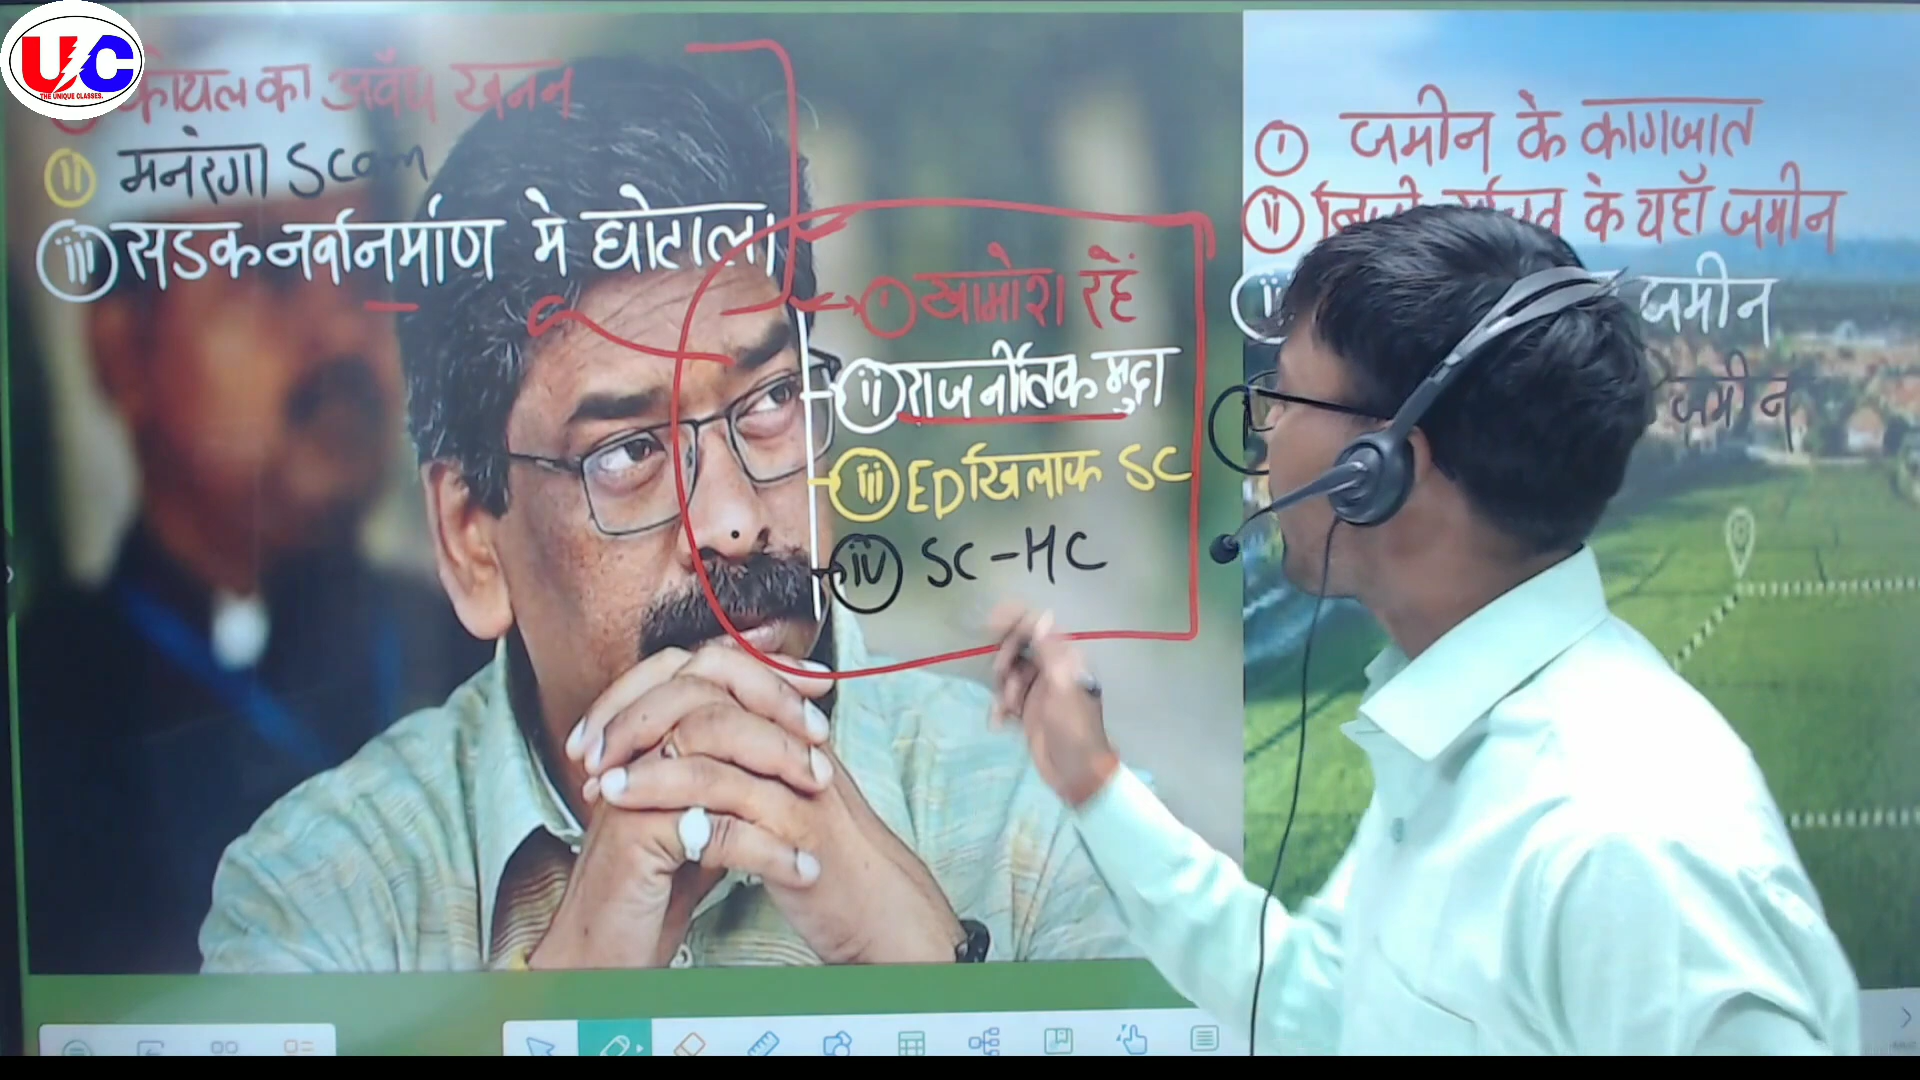 UC
THE UNIQUE CLASSES.
कोयला का अवैध खनन
ii मनरेगा Scam
iii सडक नर्वानिर्माण मे घोटाला
i खामोश रहें
ii राजनीतिक मुद्दा
iii ED खिलाफ SC
iv SC-HC
i जमीन के कागजात
ii के यहाँ जमीन
जमीन
जमीन